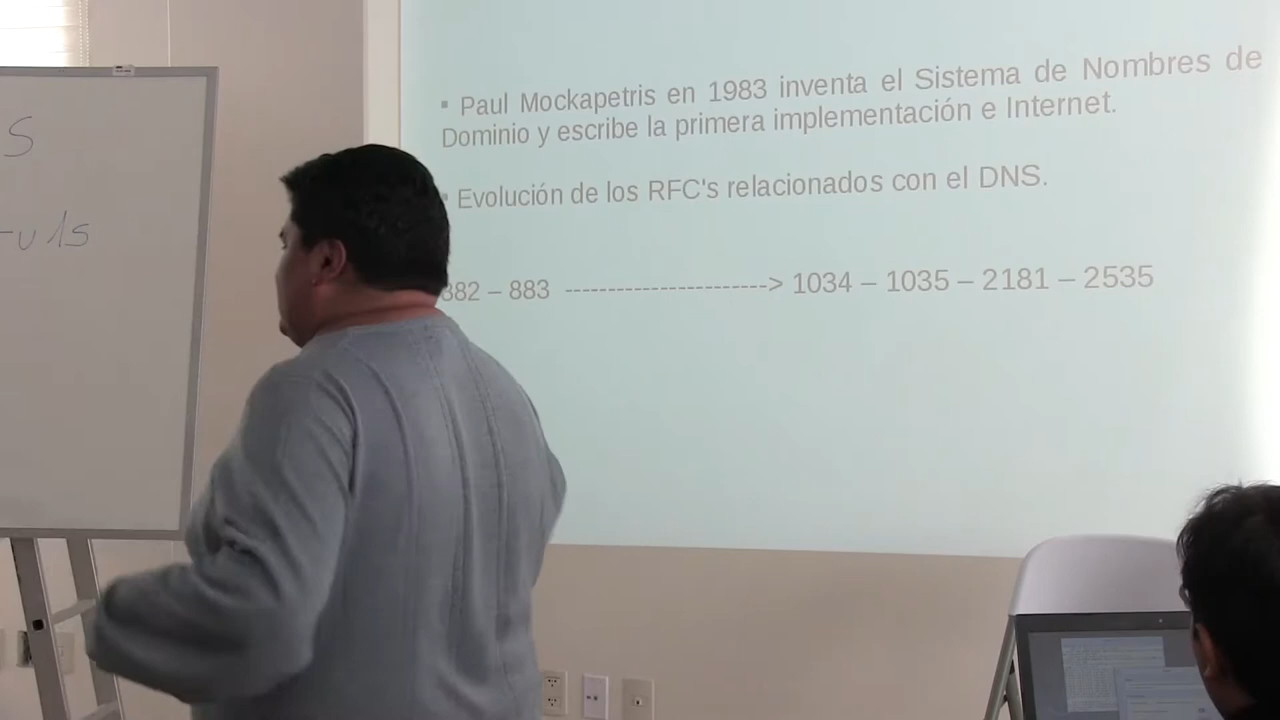 S
▪ Paul Mockapetris en 1983 inventa el Sistema de Nombres de
Dominio y escribe la primera implementación e Internet.
▪ Evolución de los RFC's relacionados con el DNS.
882 – 883 -----------------------> 1034 – 1035 – 2181 – 2535